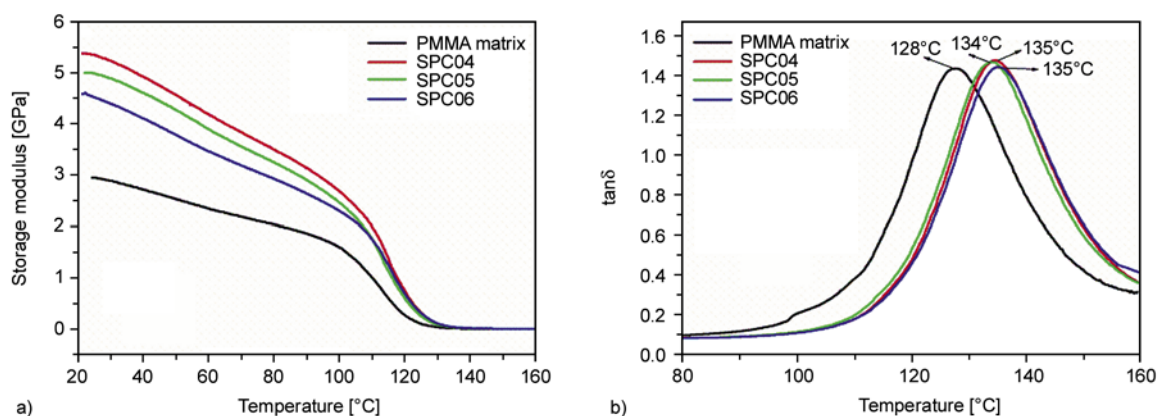 Storage modulus [GPa]
6
5
4
3
2
1
0
20
40
60
80
100
120
140
160
Temperature [°C]
PMMA matrix
SPC04
SPC05
SPC06
a)
tanδ
1.6
1.4
1.2
1.0
0.8
0.6
0.4
0.2
0.0
80
100
120
140
160
Temperature [°C]
PMMA matrix
SPC04
SPC05
SPC06
128°C
134°C
135°C
135°C
b)